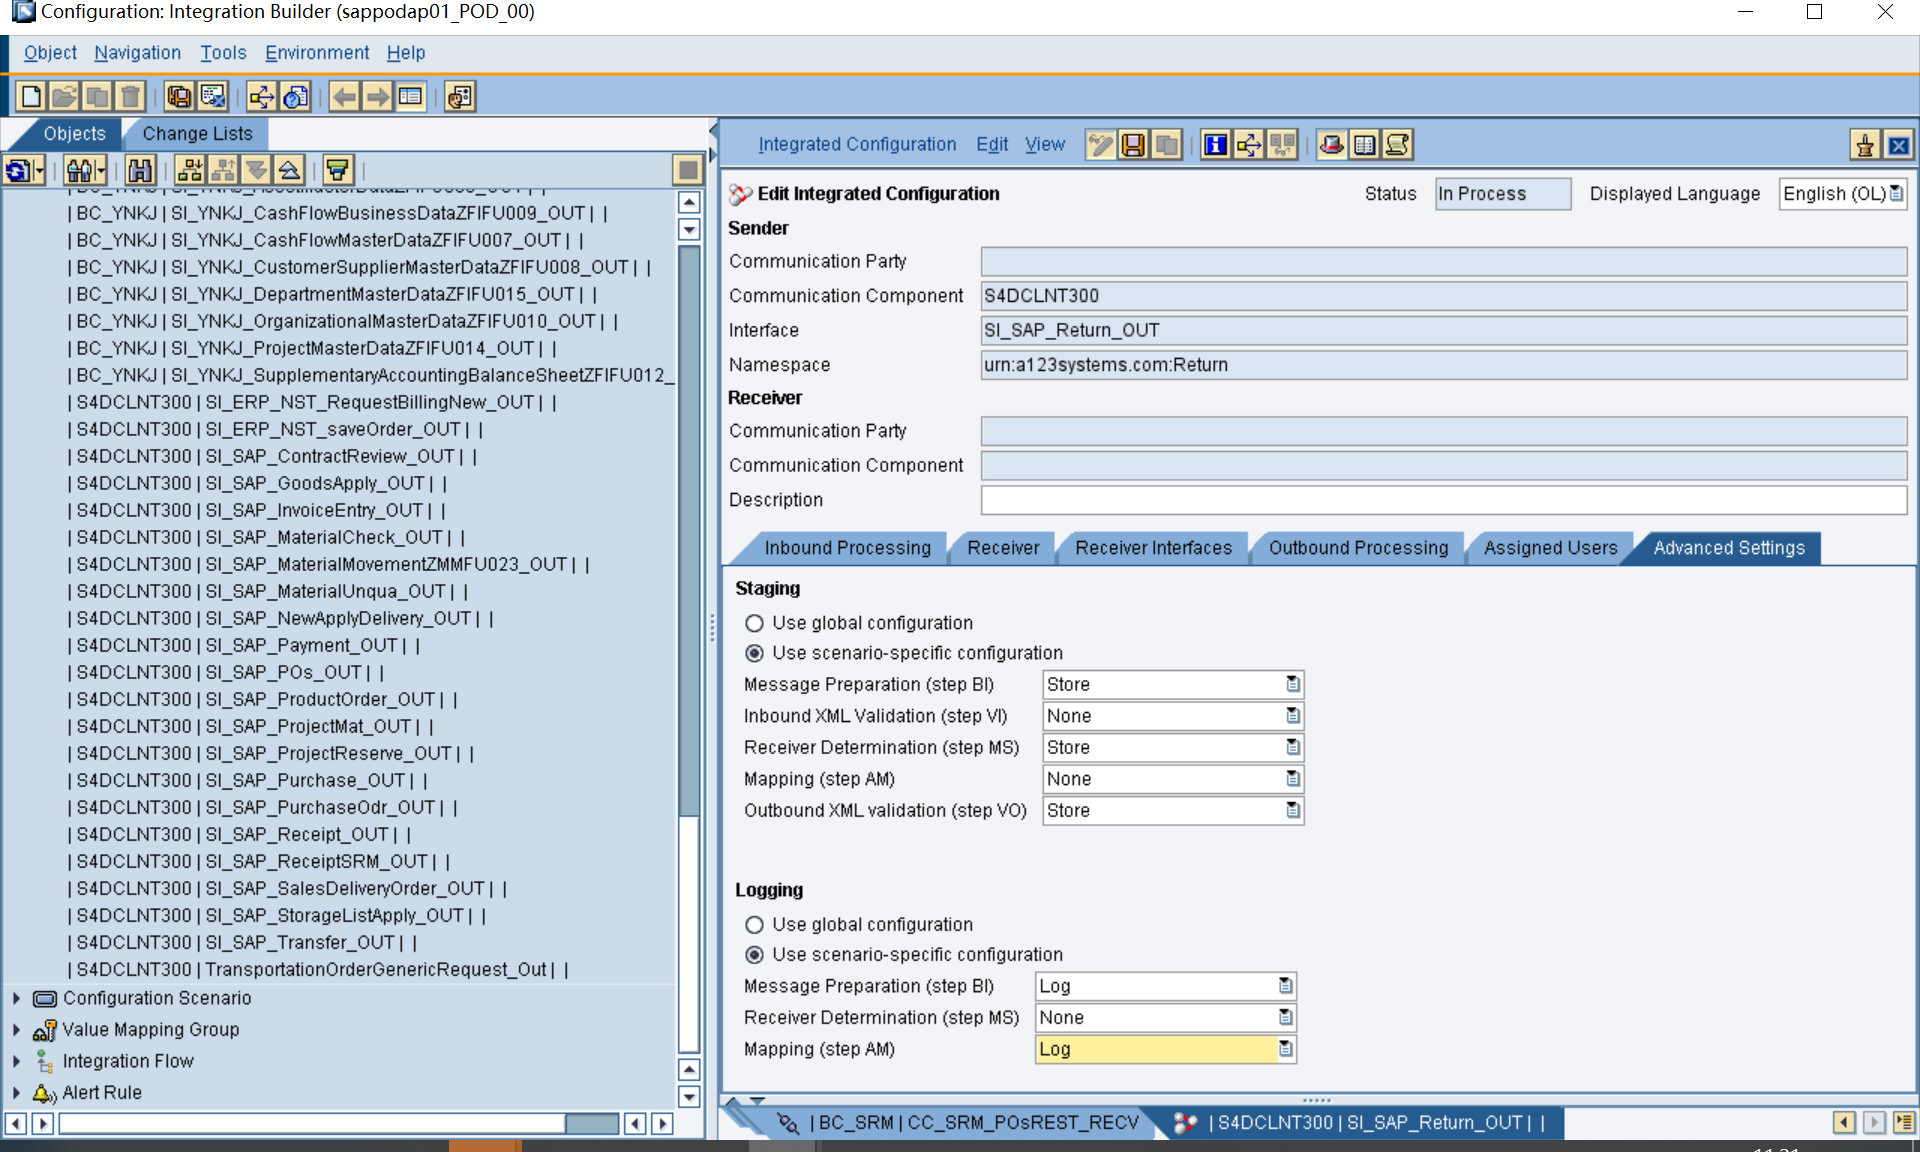 Configuration: Integration Builder (sappodap01_POD_00)
Object Navigation Tools Environment Help
Objects Change Lists
| BC_YNKJ | SI_YNKJ_CashFlowBusinessDataZFIFU009_OUT | |
| BC_YNKJ | SI_YNKJ_CashFlowMasterDataZFIFU007_OUT | |
| BC_YNKJ | SI_YNKJ_CustomerSupplierMasterDataZFIFU008_OUT | |
| BC_YNKJ | SI_YNKJ_DepartmentMasterDataZFIFU015_OUT | |
| BC_YNKJ | SI_YNKJ_OrganizationalMasterDataZFIFU010_OUT | |
| BC_YNKJ | SI_YNKJ_ProjectMasterDataZFIFU014_OUT | |
| BC_YNKJ | SI_YNKJ_SupplementaryAccountingBalanceSheetZFIFU012_
| S4DCLNT300 | SI_ERP_NST_RequestBillingNew_OUT | |
| S4DCLNT300 | SI_ERP_NST_saveOrder_OUT | |
| S4DCLNT300 | SI_SAP_ContractReview_OUT | |
| S4DCLNT300 | SI_SAP_GoodsApply_OUT | |
| S4DCLNT300 | SI_SAP_InvoiceEntry_OUT | |
| S4DCLNT300 | SI_SAP_MaterialCheck_OUT | |
| S4DCLNT300 | SI_SAP_MaterialMovementZMMFU023_OUT | |
| S4DCLNT300 | SI_SAP_MaterialUnqua_OUT | |
| S4DCLNT300 | SI_SAP_NewApplyDelivery_OUT | |
| S4DCLNT300 | SI_SAP_Payment_OUT | |
| S4DCLNT300 | SI_SAP_POs_OUT | |
| S4DCLNT300 | SI_SAP_ProductOrder_OUT | |
| S4DCLNT300 | SI_SAP_ProjectMat_OUT | |
| S4DCLNT300 | SI_SAP_ProjectReserve_OUT | |
| S4DCLNT300 | SI_SAP_Purchase_OUT | |
| S4DCLNT300 | SI_SAP_PurchaseOdr_OUT | |
| S4DCLNT300 | SI_SAP_Receipt_OUT | |
| S4DCLNT300 | SI_SAP_ReceiptSRM_OUT | |
| S4DCLNT300 | SI_SAP_SalesDeliveryOrder_OUT | |
| S4DCLNT300 | SI_SAP_StorageListApply_OUT | |
| S4DCLNT300 | SI_SAP_Transfer_OUT | |
| S4DCLNT300 | TransportationOrderGenericRequest_Out | |
Configuration Scenario
Value Mapping Group
Integration Flow
Alert Rule
Integrated Configuration Edit View
Edit Integrated Configuration Status In Process Displayed Language English (OL)
Sender
Communication Party
Communication Component S4DCLNT300
Interface SI_SAP_Return_OUT
Namespace urn:a123systems.com:Return
Receiver
Communication Party
Communication Component
Description
Inbound Processing Receiver Receiver Interfaces Outbound Processing Assigned Users Advanced Settings
Staging
Use global configuration
Use scenario-specific configuration
Message Preparation (step BI) Store
Inbound XML Validation (step VI) None
Receiver Determination (step MS) Store
Mapping (step AM) None
Outbound XML validation (step VO) Store
Logging
Use global configuration
Use scenario-specific configuration
Message Preparation (step BI) Log
Receiver Determination (step MS) None
Mapping (step AM) Log
| BC_SRM | CC_SRM_POsREST_RECV | S4DCLNT300 | SI_SAP_Return_OUT | |